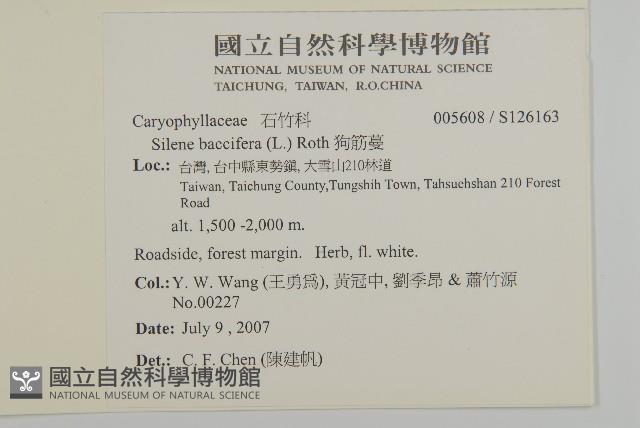 國立自然科學博物館
NATIONAL MUSEUM OF NATURAL SCIENCE
TAICHUNG, TAIWAN, R.O.CHINA
Caryophyllaceae 石竹科 005608 / S126163
Silene baccifera (L.) Roth 狗筋蔓
Loc.: 台灣, 台中縣東勢鎮, 大雪山210林道
Taiwan, Taichung County,Tungshih Town, Tahsuchshan 210 Forest
Road
alt. 1,500 -2,000 m.
Roadside, forest margin. Herb, fl. white.
Col.: Y. W. Wang (王勇為), 黃冠中, 劉季昂 & 蕭竹源
No.00227
Date: July 9 , 2007
Det.: C. F. Chen (陳建帆)
國立自然科學博物館
NATIONAL MUSEUM OF NATURAL SCIENCE